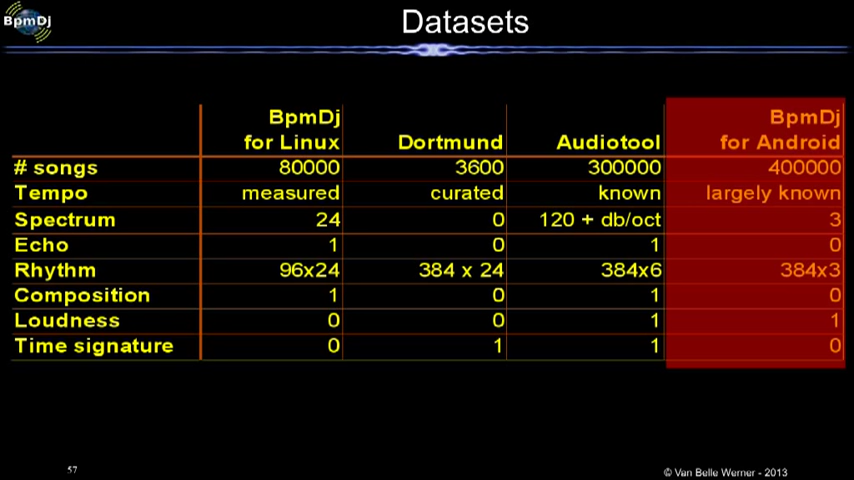 BpmDj
Datasets
BpmDj for Linux Dortmund Audiotool BpmDj for Android
# songs 80000 3600 300000 400000
Tempo measured curated known largely known
Spectrum 24 0 120 + db/oct 3
Echo 1 0 1 0
Rhythm 96x24 384 x 24 384x6 384x3
Composition 1 0 1 0
Loudness 0 0 1 1
Time signature 0 1 1 0
57
© Van Belle Werner - 2013